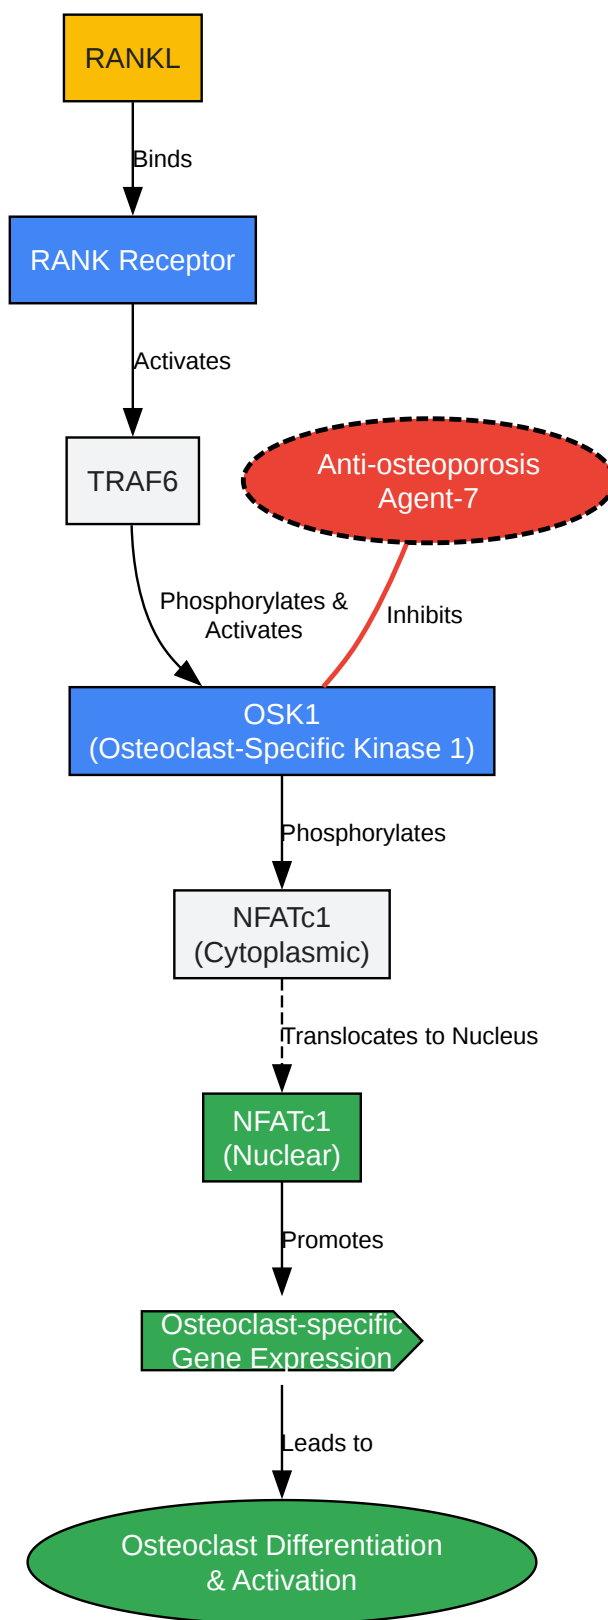 RANKL
Binds
RANK Receptor
Activates
TRAF6
Anti-osteoporosis
Agent-7
Phosphorylates &
Activates
Inhibits
OSK1
(Osteoclast-Specific Kinase 1)
Phosphorylates
NFATc1
(Cytoplasmic)
Translocates to Nucleus
NFATc1
(Nuclear)
Promotes
Osteoclast-specific
Gene Expression
Leads to
Osteoclast Differentiation
& Activation